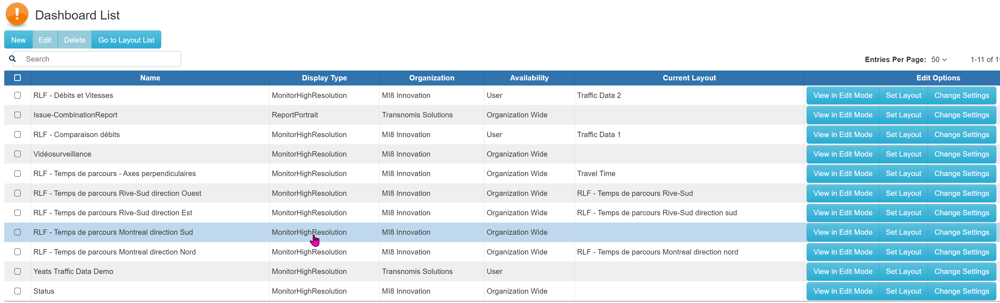 Dashboard List
New Edit Delete Go to Layout List
Search
Entries Per Page: 50 1-11 of
Name Display Type Organization Availability Current Layout Edit Options
RLF - Débits et Vitesses MonitorHighResolution MI8 Innovation User Traffic Data 2 View in Edit Mode Set Layout Change Settings
Issue-CombinationReport ReportPortrait Transnomis Solutions Organization Wide View in Edit Mode Set Layout Change Settings
RLF - Comparaison débits MonitorHighResolution MI8 Innovation User Traffic Data 1 View in Edit Mode Set Layout Change Settings
Vidéosurveillance MonitorHighResolution MI8 Innovation Organization Wide View in Edit Mode Set Layout Change Settings
RLF - Temps de parcours - Axes perpendiculaires MonitorHighResolution MI8 Innovation Organization Wide Travel Time View in Edit Mode Set Layout Change Settings
RLF - Temps de parcours Rive-Sud direction Ouest MonitorHighResolution MI8 Innovation Organization Wide RLF - Temps de parcours Rive-Sud View in Edit Mode Set Layout Change Settings
RLF - Temps de parcours Rive-Sud direction Est MonitorHighResolution MI8 Innovation Organization Wide RLF - Temps de parcours Rive-Sud direction sud View in Edit Mode Set Layout Change Settings
RLF - Temps de parcours Montreal direction Sud MonitorHighResolution MI8 Innovation Organization Wide View in Edit Mode Set Layout Change Settings
RLF - Temps de parcours Montreal direction Nord MonitorHighResolution MI8 Innovation Organization Wide RLF - Temps de parcours Montreal direction nord View in Edit Mode Set Layout Change Settings
Yeats Traffic Data Demo MonitorHighResolution Transnomis Solutions User View in Edit Mode Set Layout Change Settings
Status MonitorHighResolution MI8 Innovation Organization Wide View in Edit Mode Set Layout Change Settings